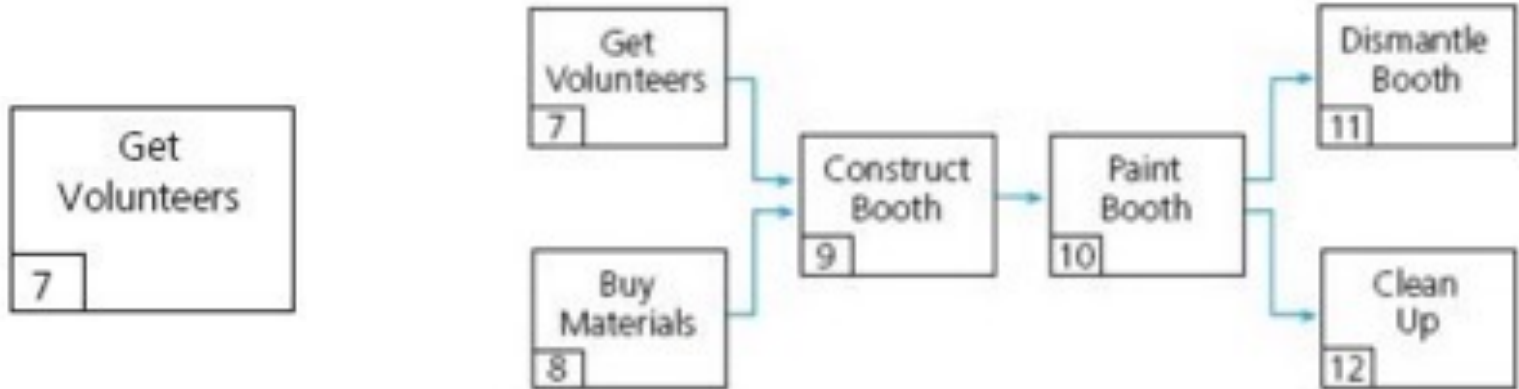 Get
Volunteers
7
Get
Volunteers
7
Buy
Materials
8
Construct
Booth
9
Paint
Booth
10
Dismantle
Booth
11
Clean
Up
12